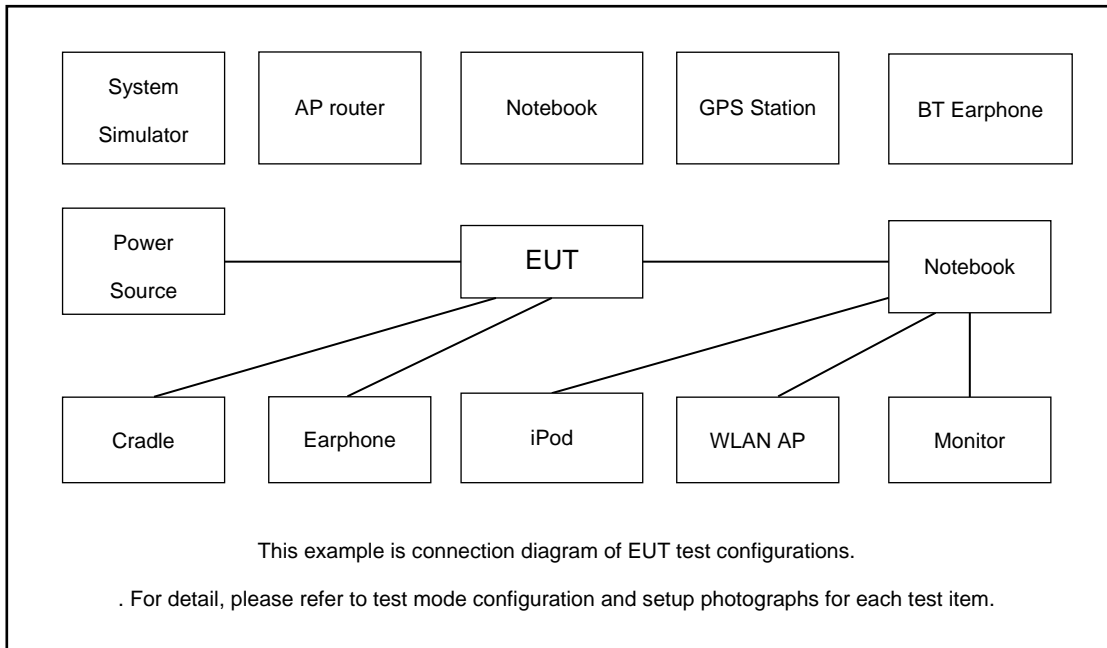 System
Simulator
AP router
Notebook
GPS Station
BT Earphone
Power
Source
EUT
Notebook
Cradle
Earphone
iPod
WLAN AP
Monitor
This example is connection diagram of EUT test configurations.
. For detail, please refer to test mode configuration and setup photographs for each test item.